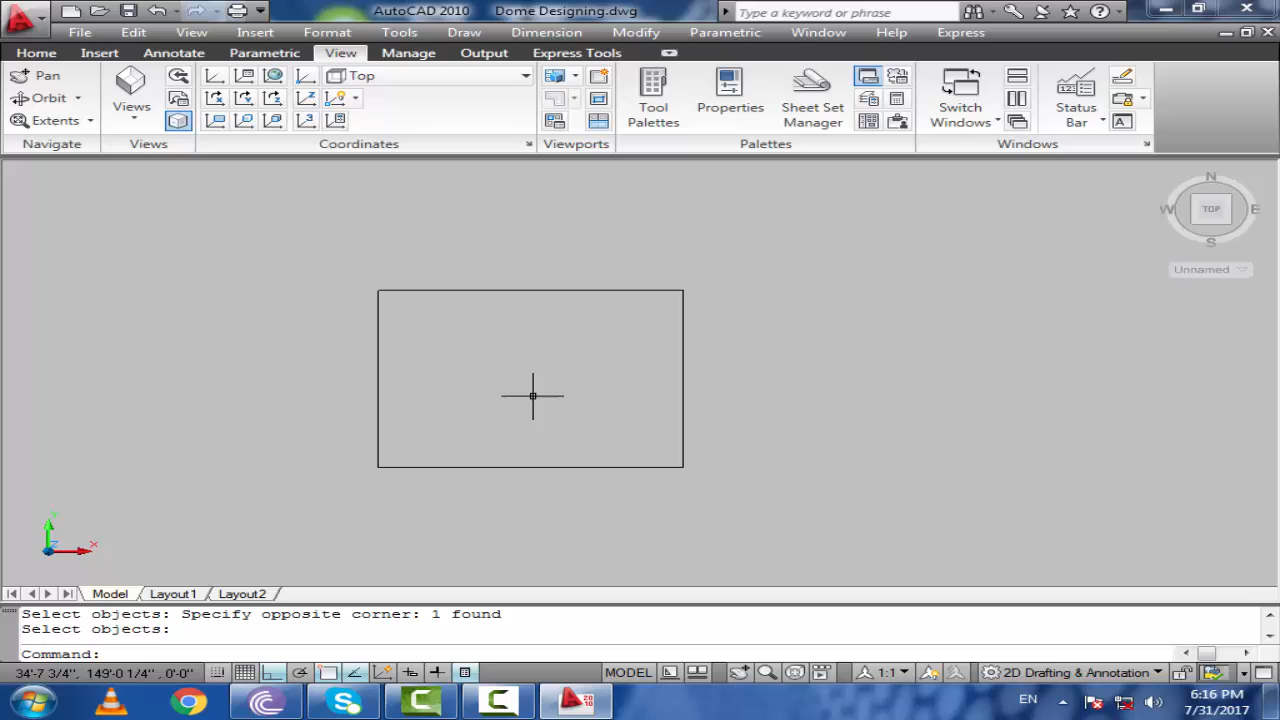 AutoCAD 2010 Dome Designing.dwg
Type a keyword or phrase
File Edit View Insert Format Tools Draw Dimension Modify Parametric Window Help Express
Home Insert Annotate Parametric View Manage Output Express Tools
Pan
Orbit
Extents
Views
Top
Tool
Palettes
Properties
Sheet Set
Manager
Switch
Windows
Status
Bar
Navigate Views Coordinates Viewports Palettes Windows
N
W TOP E
S
Unnamed
Y
Z X
Model Layout1 Layout2
Select objects: Specify opposite corner: 1 found
Select objects:
Command:
34'-7 3/4", 149'-0 1/4" , 0'-0" MODEL 1:1 2D Drafting & Annotation
EN
6:16 PM
7/31/2017